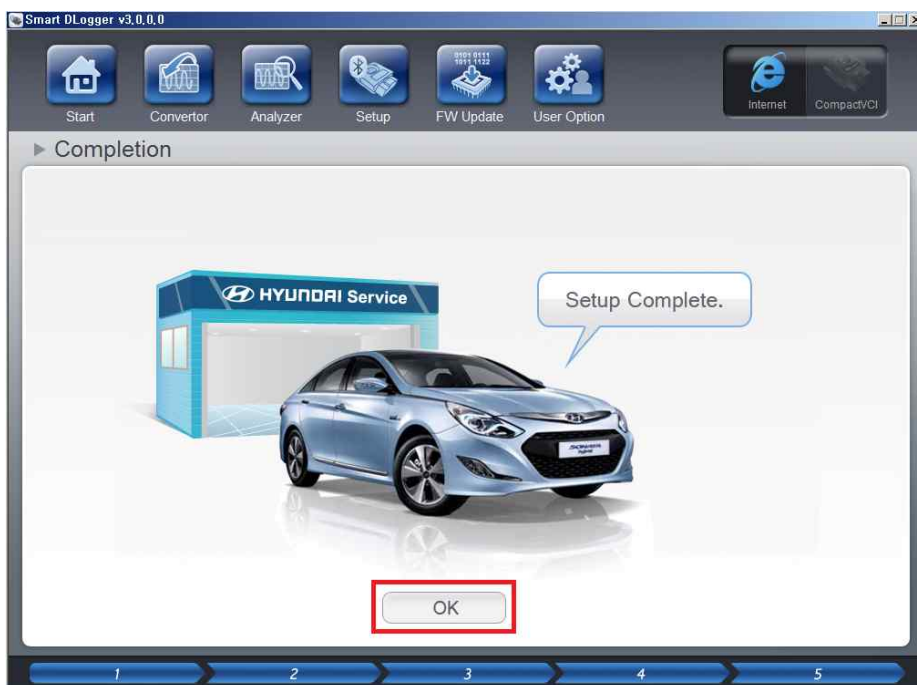 Smart DLogger v3,0,0,0
0101 0111
1011 1122
Start
Convertor
Analyzer
Setup
FW Update
User Option
Internet
CompactVCI
Completion
HYUNDAI Service
Setup Complete.
OK
1
2
3
4
5